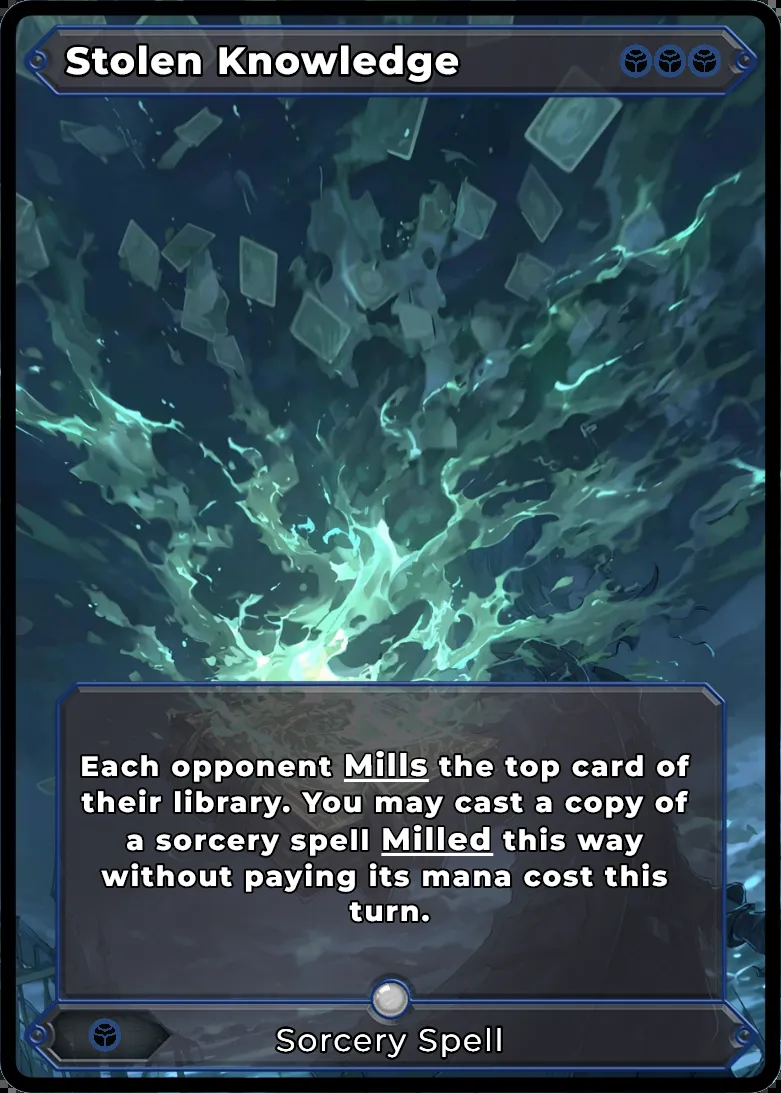 Stolen Knowledge
Each opponent Mills the top card of
their library. You may cast a copy of
a sorcery spell Milled this way
without paying its mana cost this
turn.
Sorcery Spell